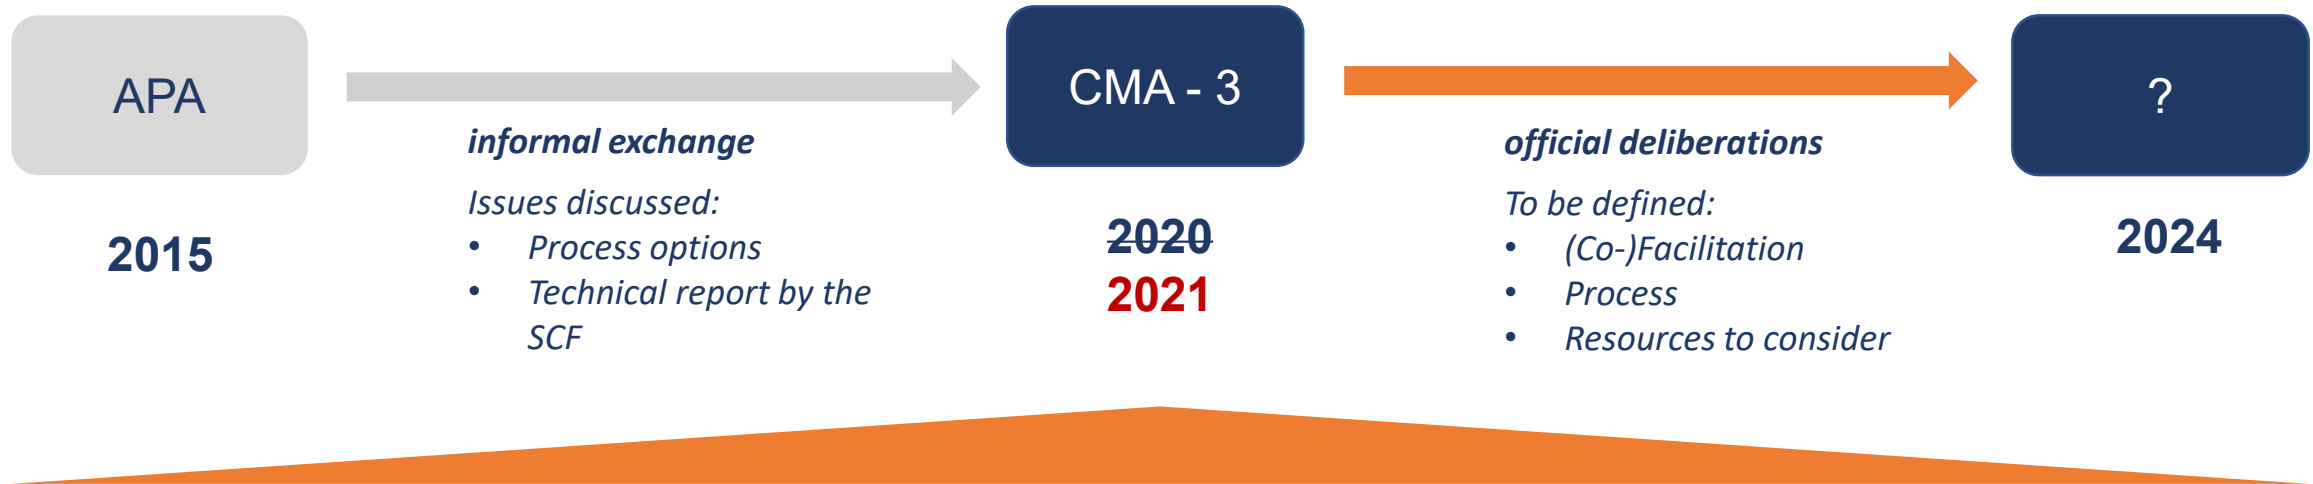 APA
2015
informal exchange
Issues discussed:
• Process options
• Technical report by the
SCF
CMA - 3
2020
2021
official deliberations
To be defined:
• (Co-)Facilitation
• Process
• Resources to consider
?
2024